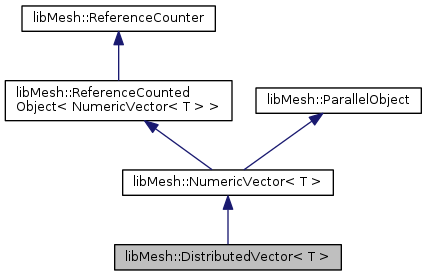 libMesh::ReferenceCounter
libMesh::ReferenceCounted
Object< NumericVector< T > >
libMesh::ParallelObject
libMesh::NumericVector< T >
libMesh::DistributedVector< T >